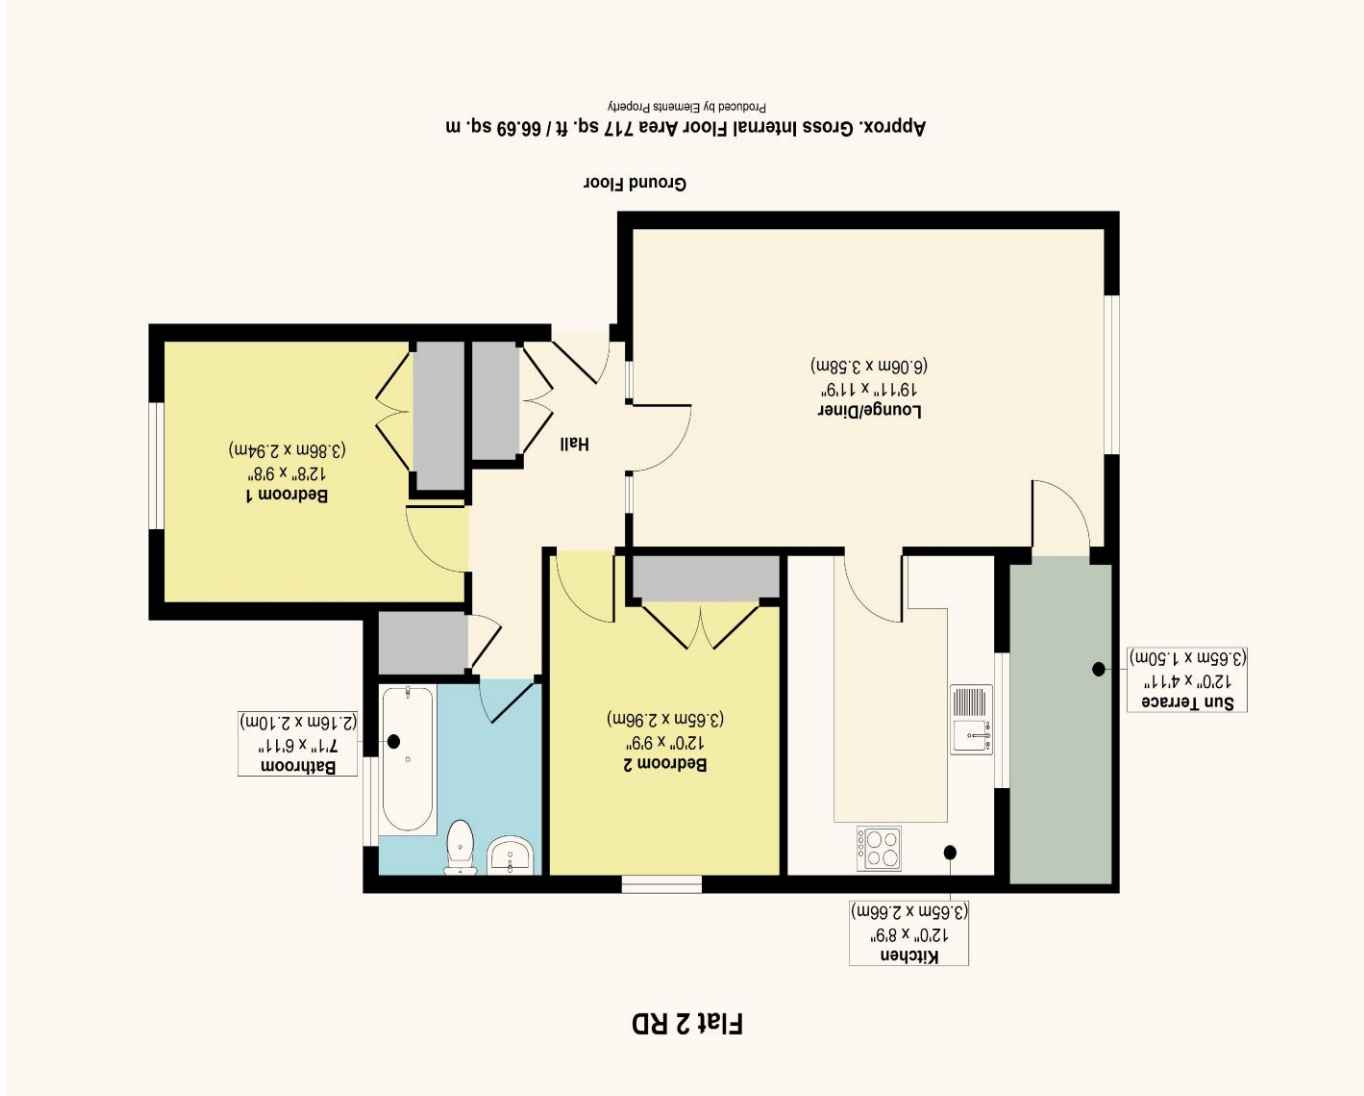 Flat 2 RD
Kitchen
12'0" x 8'9"
(3.65m x 2.66m)
Sun Terrace
12'0" x 4'11"
(3.65m x 1.50m)
Bedroom 2
12'0" x 9'9"
(3.65m x 2.96m)
Bathroom
7'1" x 6'11"
(2.16m x 2.10m)
Lounge/Diner
19'11" x 11'9"
(6.06m x 3.58m)
Hall
Bedroom 1
12'8" x 9'8"
(3.86m x 2.94m)
Ground Floor
Approx. Gross Internal Floor Area 717 sq. ft / 66.69 sq. m
Produced by Elements Property